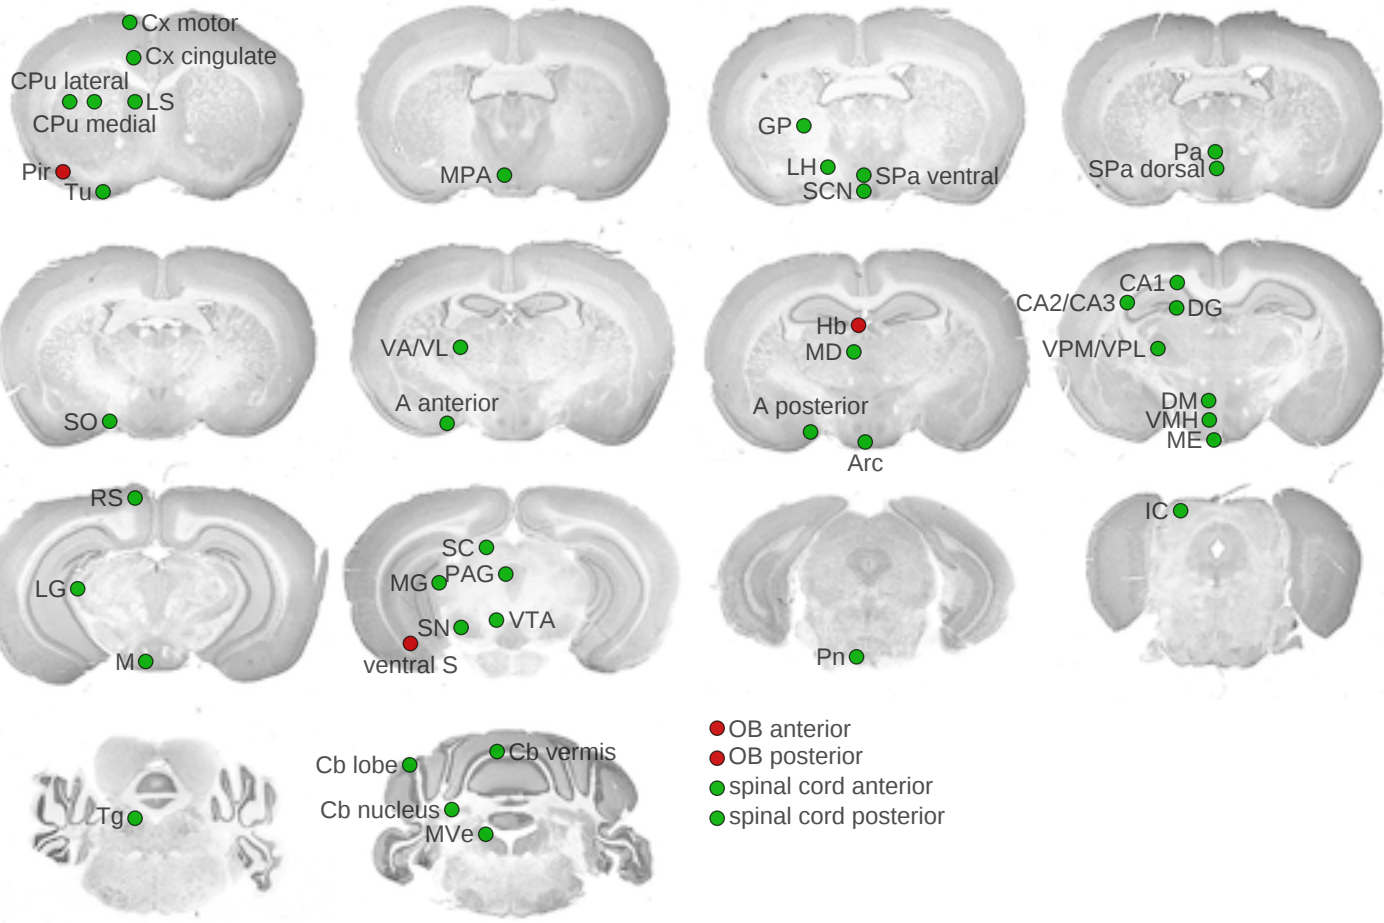 Cx motor
Cx cingulate
CPu lateral
LS
CPu medial
Pir
Tu
MPA
GP
LH
SPa ventral
SCN
Pa
SPa dorsal
SO
VA/VL
A anterior
Hb
MD
A posterior
Arc
CA1
CA2/CA3
DG
VPM/VPL
DM
VMH
ME
RS
LG
M
SC
MG
PAG
SN
VTA
ventral S
Pn
IC
Tg
Cb lobe
Cb vermis
Cb nucleus
MVe
OB anterior
OB posterior
spinal cord anterior
spinal cord posterior